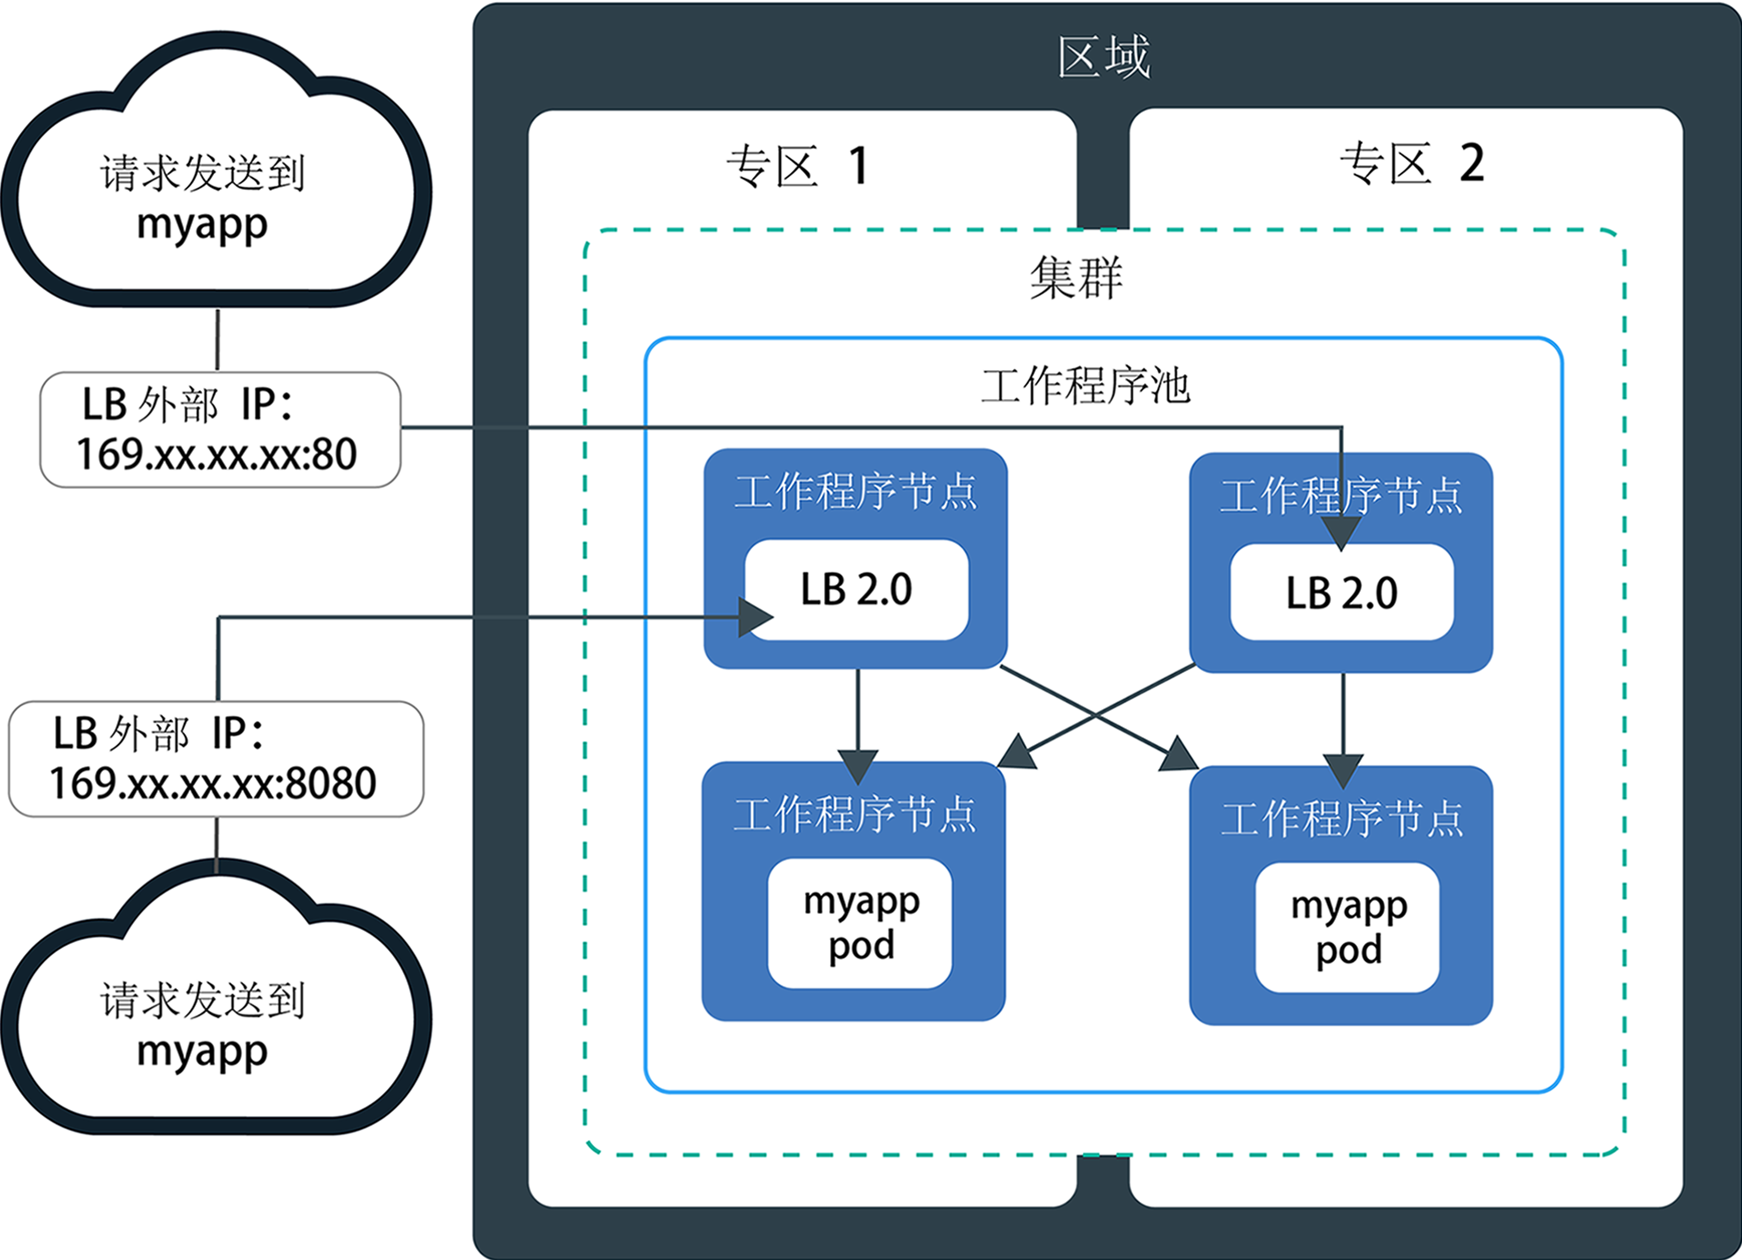 区域
专区 1
专区 2
请求发送到
myapp
集群
工作程序池
LB 外部 IP：
169.xx.xx.xx:80
工作程序节点
LB 2.0
工作程序节点
LB 2.0
LB 外部 IP：
169.xx.xx.xx:8080
工作程序节点
myapp
pod
工作程序节点
myapp
pod
请求发送到
myapp